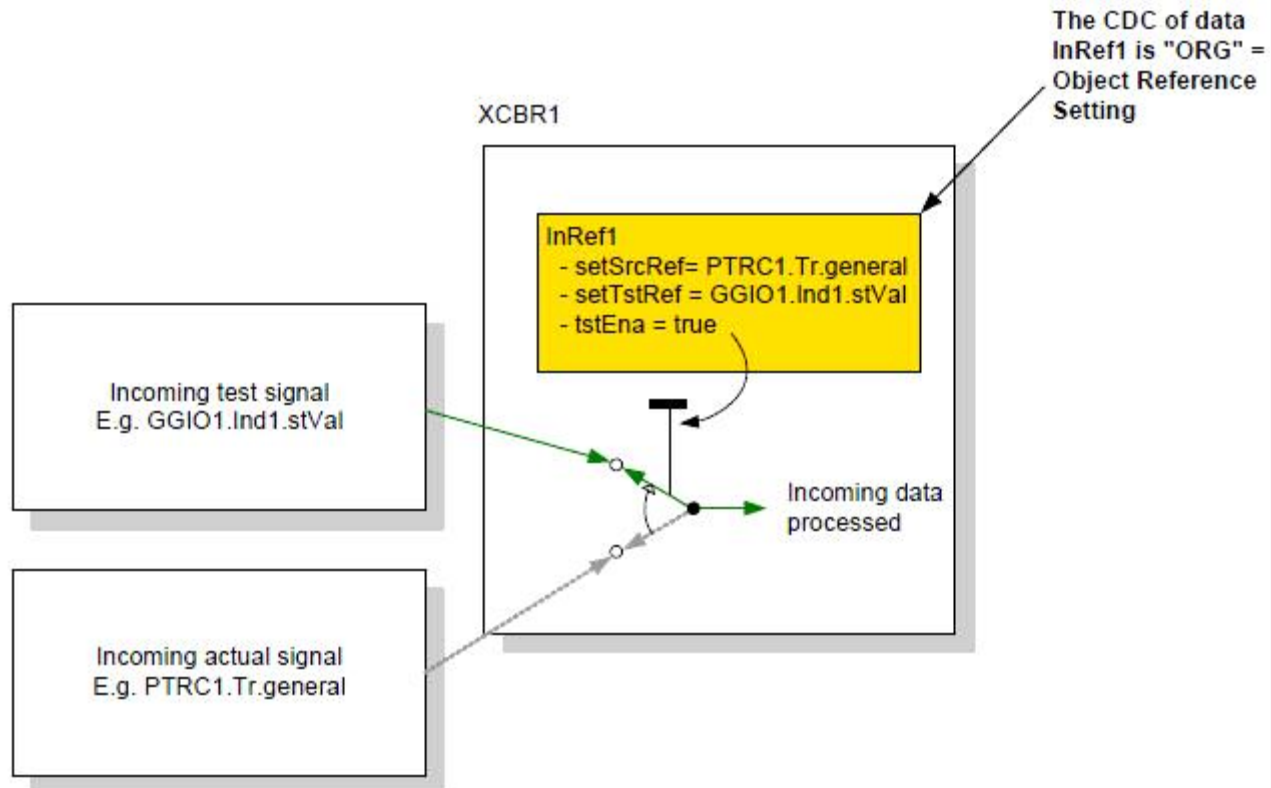 The CDC of data
InRef1 is "ORG" =
Object Reference
Setting
XCBR1
InRef1
- setSrcRef= PTRC1.Tr.general
- setTstRef = GGIO1.Ind1.stVal
- tstEna = true
Incoming test signal
E.g. GGIO1.Ind1.stVal
Incoming data
processed
Incoming actual signal
E.g. PTRC1.Tr.general